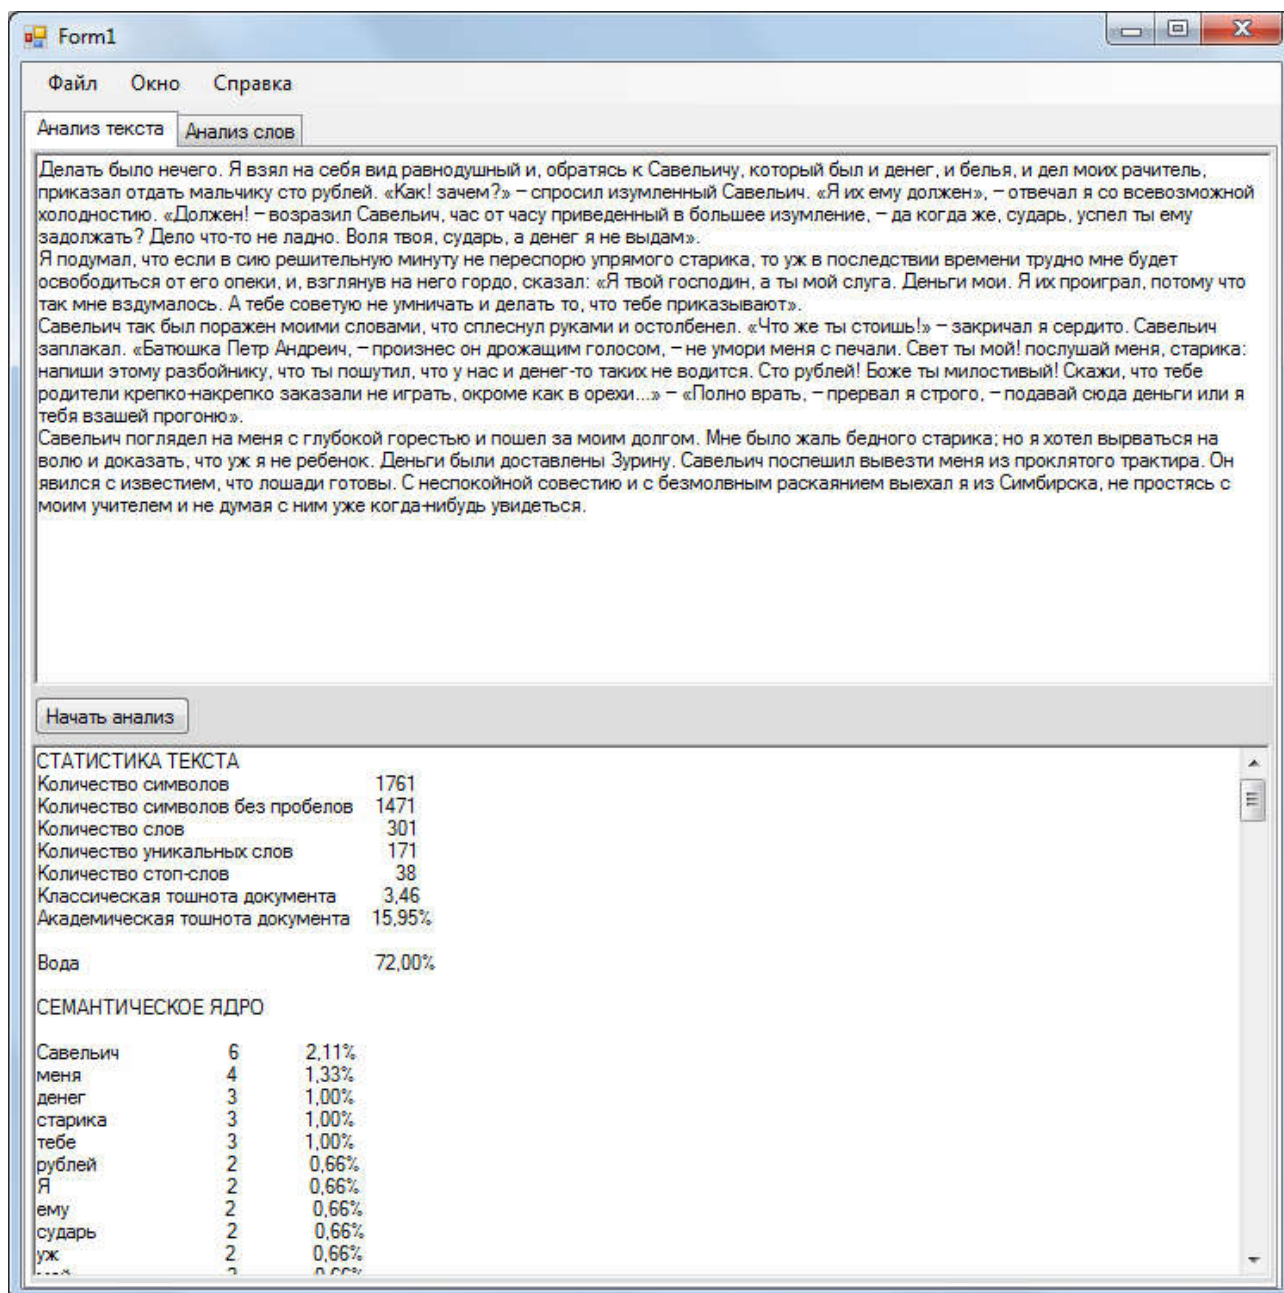 Form1
Файл Окно Справка
Анализ текста Анализ слов
Делать было нечего. Я взял на себя вид равнодушный и, обратясь к Савельичу, который был и денег, и белья, и дел моих рачитель,
приказал отдать мальчику сто рублей. «Как! зачем?» – спросил изумленный Савельич. «Я их ему должен», – отвечал я со всевозможной
холодностию. «Должен! – возразил Савельич, час от часу приведенный в большее изумление, – да когда же, сударь, успел ты ему
задолжать? Дело что-то не ладно. Воля твоя, сударь, а денег я не выдам».
Я подумал, что если в сию решительную минуту не переспорю упрямого старика, то уж в последствии времени трудно мне будет
освободиться от его опеки, и, взглянув на него гордо, сказал: «Я твой господин, а ты мой слуга. Деньги мои. Я их проиграл, потому что
так мне вздумалось. А тебе советую не умничать и делать то, что тебе приказывают».
Савельич так был поражен моими словами, что сплеснул руками и остолбенел. «Что же ты стоишь!» – закричал я сердито. Савельич
заплакал. «Батюшка Петр Андреич, – произнес он дрожащим голосом, – не умори меня с печали. Свет ты мой! послушай меня, старика:
напиши этому разбойнику, что ты пошутил, что у нас и денег-то таких не водится. Сто рублей! Боже ты милостивый! Скажи, что тебе
родители крепко-накрепко заказали не играть, окроме как в орехи...» – «Полно врать, – прервал я строго, – подавай сюда деньги или я
тебя взашей прогоню».
Савельич поглядел на меня с глубокой горестью и пошел за моим долгом. Мне было жаль бедного старика; но я хотел вырваться на
волю и доказать, что уж я не ребенок. Деньги были доставлены Зурину. Савельич поспешил вывезти меня из проклятого трактира. Он
явился с известием, что лошади готовы. С неспокойной совестию и с безмолвным раскаянием выехал я из Симбирска, не простясь с
моим учителем и не думая с ним уже когда-нибудь увидеться.
Начать анализ
СТАТИСТИКА ТЕКСТА
Количество символов 1761
Количество символов без пробелов 1471
Количество слов 301
Количество уникальных слов 171
Количество стоп-слов 38
Классическая тошнота документа 3,46
Академическая тошнота документа 15,95%
Вода 72,00%
СЕМАНТИЧЕСКОЕ ЯДРО
Савельич 6 2,11%
меня 4 1,33%
денег 3 1,00%
старика 3 1,00%
тебе 3 1,00%
рублей 2 0,66%
Я 2 0,66%
ему 2 0,66%
сударь 2 0,66%
уж 2 0,66%